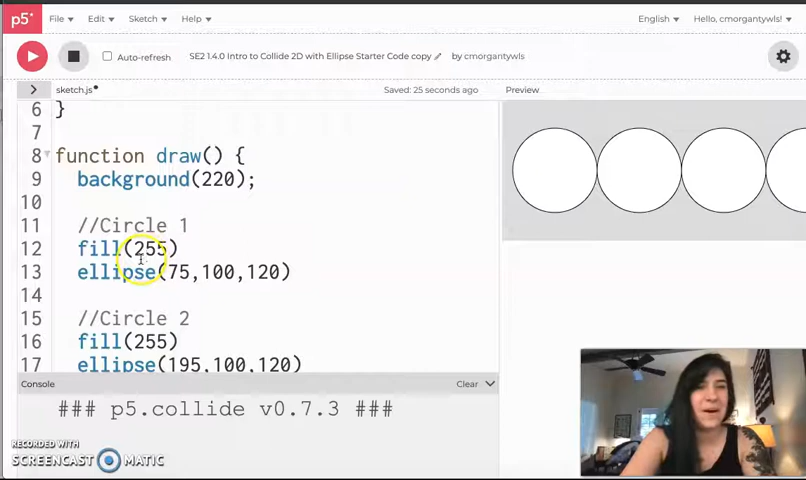 p5* File Edit Sketch Help English Hello, cmorgantywls!
Auto-refresh SE2 1.4.0 Intro to Collide 2D with Ellipse Starter Code copy by cmorgantywls
> sketch.js• Saved: 25 seconds ago Preview
6 }
7
8 function draw() {
9 background(220);
10
11 //Circle 1
12 fill(255)
13 ellipse(75,100,120)
14
15 //Circle 2
16 fill(255)
17 ellipse(195,100,120)
Console Clear
### p5.collide v0.7.3 ###
RECORDED WITH
SCREENCAST MATIC